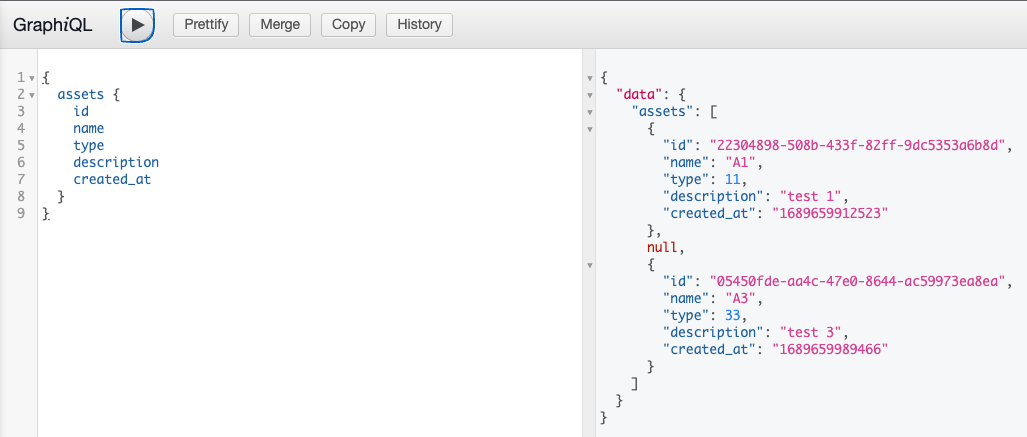 GraphiQL Prettify Merge Copy History
1 {
2 assets {
3 id
4 name
5 type
6 description
7 created_at
8 }
9 }
{
"data": {
"assets": [
{
"id": "22304898-508b-433f-82ff-9dc5353a6b8d",
"name": "A1",
"type": 11,
"description": "test 1",
"created_at": "1689659912523"
},
null,
{
"id": "05450fde-aa4c-47e0-8644-ac59973ea8ea",
"name": "A3",
"type": 33,
"description": "test 3",
"created_at": "1689659989466"
}
]
}
}